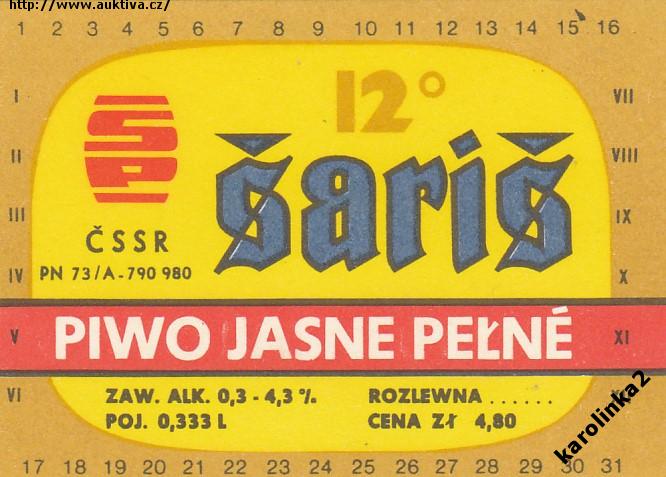 http://www.auktiva.cz/
1 2 3 4 5 6 7 8 9 10 11 12 13 14 15 16
I
II
III
IV
V
VI
VII
VIII
IX
X
XI
12°
ŠP
šariš
ČSSR
PN 73/A-790 980
PIWO JASNE PEŁNÉ
ZAW. ALK. 0,3 - 4,3 %
POJ. 0,333 L
ROZLEWNA ......
CENA Zł 4,80
17 18 19 20 21 22 23 24 25 26 27 28 29 30 31
karolinka2